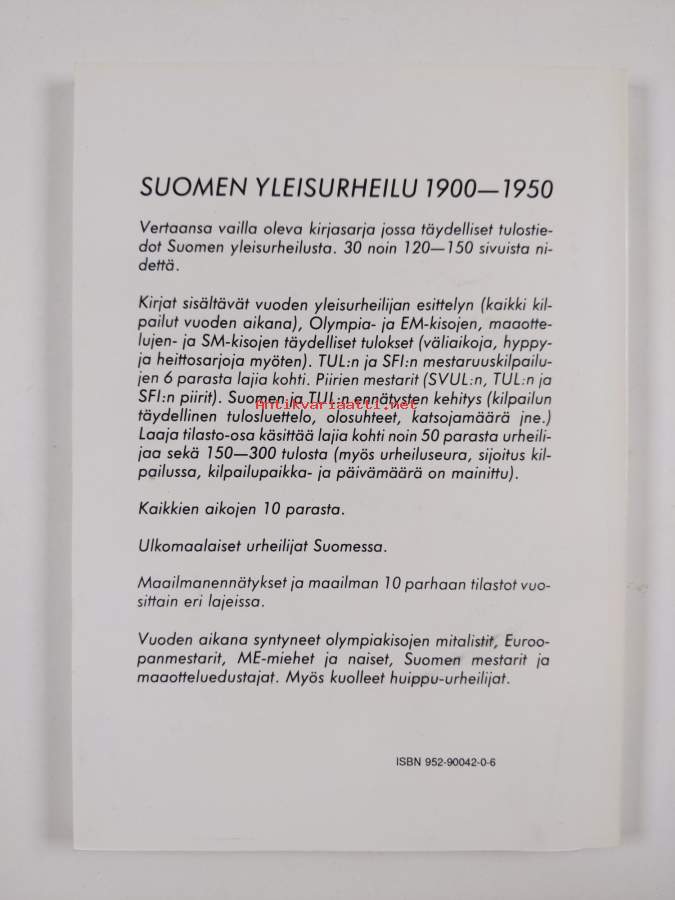 SUOMEN YLEISURHEILU 1900—1950
Vertaansa vailla oleva kirjasarja jossa täydelliset tulostie-
dot Suomen yleisurheilusta. 30 noin 120—150 sivuista ni-
dettä.
Kirjat sisältävät vuoden yleisurheilijan esittelyn (kaikki kil-
pailut vuoden aikana), Olympia- ja EM-kisojen, maaotte-
lujen- ja SM-kisojen täydelliset tulokset (väliaikoja, hyppy-
ja heittosarjoja myöten). TUL:n ja SFI:n mestaruuskilpailu-
jen 6 parasta lajia kohti. Piirien mestarit (SVUL:n, TUL:n ja
SFI:n piirit). Suomen ja TUL:n ennätysten kehitys (kilpailun
Antikvariaatti.net
täydellinen tulosluettelo, olosuhteet, katsojamäärä jne.)
Laaja tilasto-osa käsittää lajia kohti noin 50 parasta urheili-
jaa sekä 150—300 tulosta (myös urheiluseura, sijoitus kil-
pailussa, kilpailupaikka- ja päivämäärä on mainittu).
Kaikkien aikojen 10 parasta.
Ulkomaalaiset urheilijat Suomessa.
Maailmanennätykset ja maailman 10 parhaan tilastot vuo-
sittain eri lajeissa.
Vuoden aikana syntyneet olympiakisojen mitalistit, Euroo-
panmestarit, ME-miehet ja naiset, Suomen mestarit ja
maaotteluedustajat. Myös kuolleet huippu-urheilijat.
ISBN 952-90042-0-6